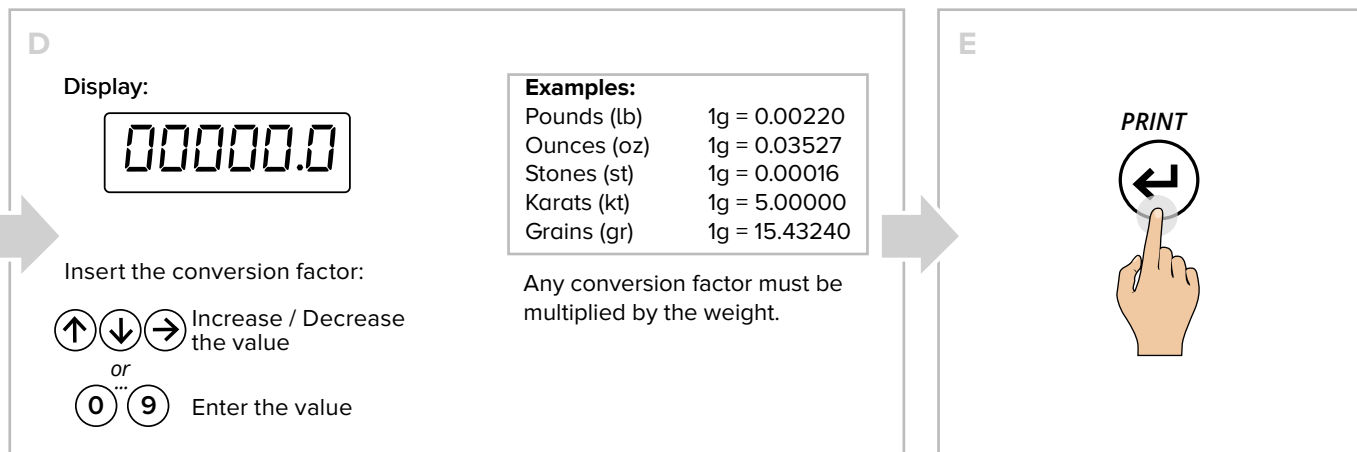 D
Display:
00000.0
Insert the conversion factor:
Increase / Decrease
the value
or
...
0 9 Enter the value
Examples:
Pounds (lb) 1g = 0.00220
Ounces (oz) 1g = 0.03527
Stones (st) 1g = 0.00016
Karats (kt) 1g = 5.00000
Grains (gr) 1g = 15.43240
Any conversion factor must be
multiplied by the weight.
E
PRINT